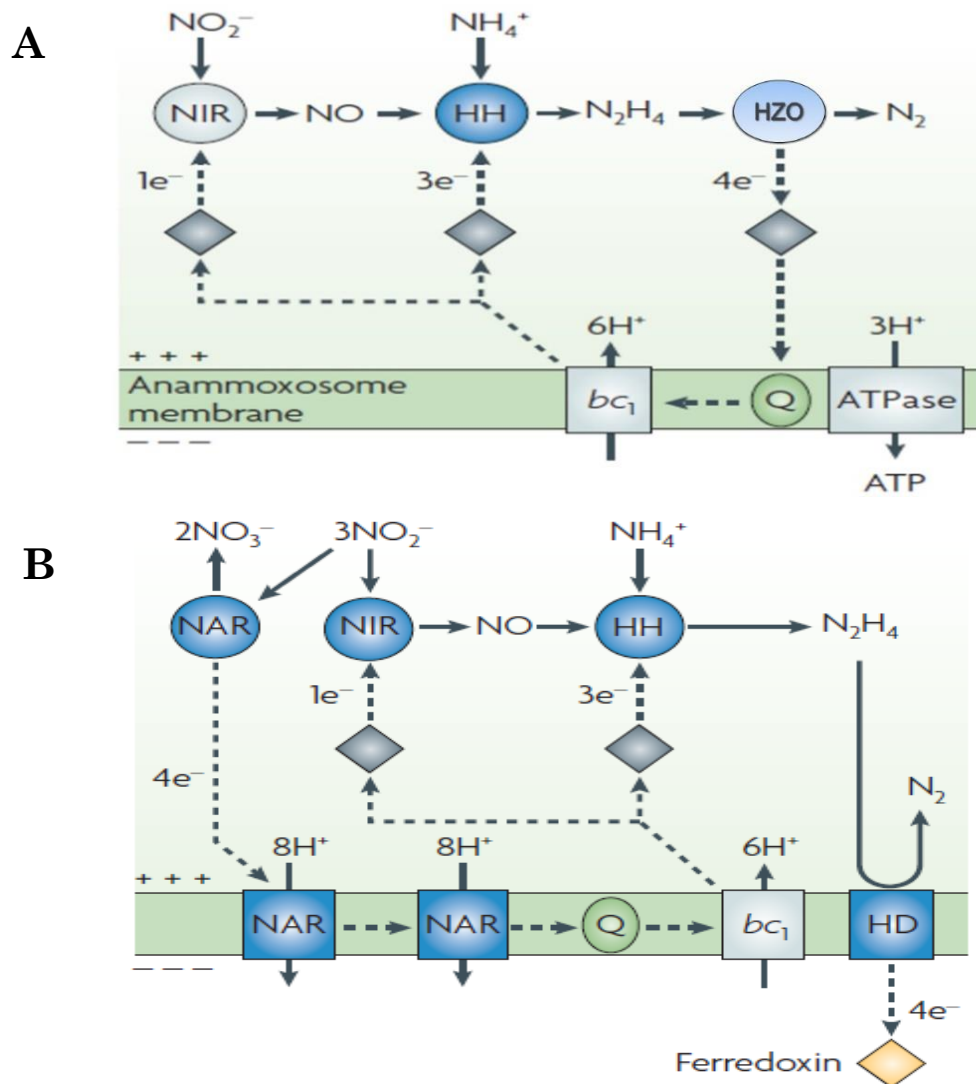 A
NO₂⁻ NH₄⁺
NIR NO HH N₂H₄ HZO N₂
1e⁻ 3e⁻ 4e⁻
6H⁺ 3H⁺
+ + +
Anammoxosome
membrane
bc₁ Q ATPase
– – –
ATP
B
2NO₃⁻ 3NO₂⁻ NH₄⁺
NAR NIR NO HH N₂H₄
1e⁻ 3e⁻
4e⁻ N₂
8H⁺ 8H⁺ 6H⁺
+ + +
NAR NAR Q bc₁ HD
– – –
4e⁻
Ferredoxin